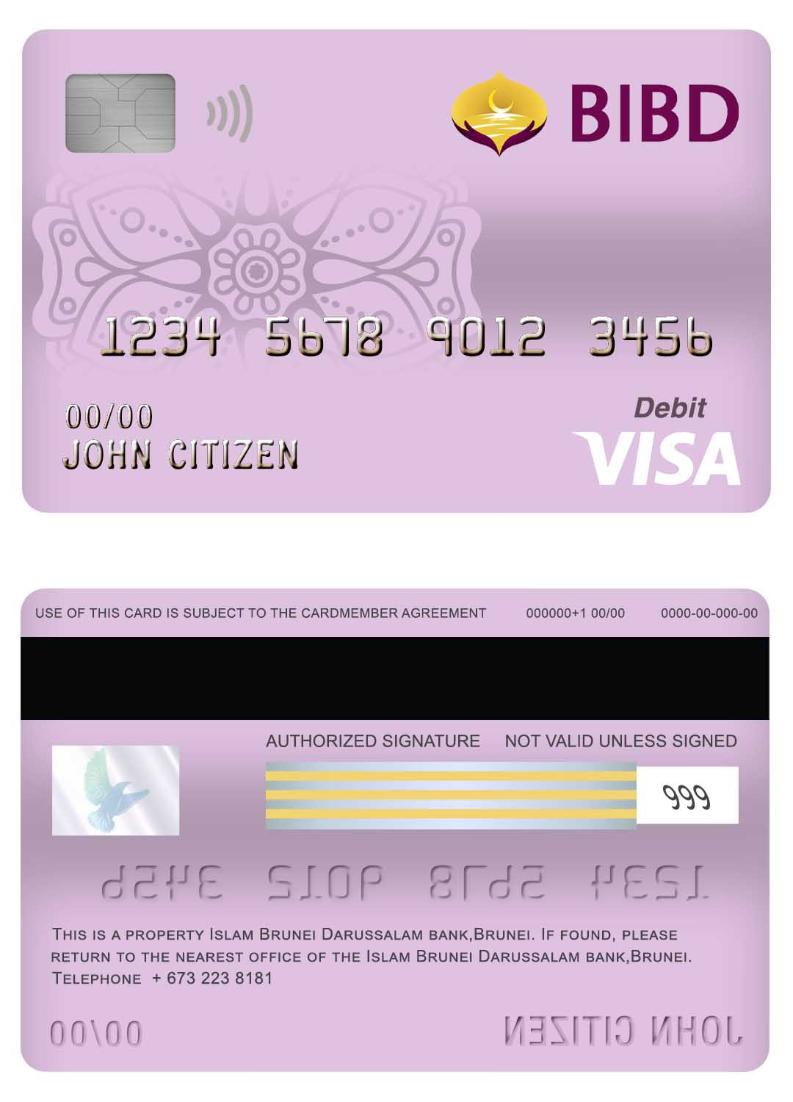 BIBD
1234 5678 9012 3456
00/00
Debit
JOHN CITIZEN
VISA
USE OF THIS CARD IS SUBJECT TO THE CARDMEMBER AGREEMENT 000000+1 00/00 0000-00-000-00
AUTHORIZED SIGNATURE NOT VALID UNLESS SIGNED
999
1234 5678 9012 3456
THIS IS A PROPERTY ISLAM BRUNEI DARUSSALAM BANK,BRUNEI. IF FOUND, PLEASE
RETURN TO THE NEAREST OFFICE OF THE ISLAM BRUNEI DARUSSALAM BANK,BRUNEI.
TELEPHONE + 673 223 8181
00/00 JOHN CITIZEN